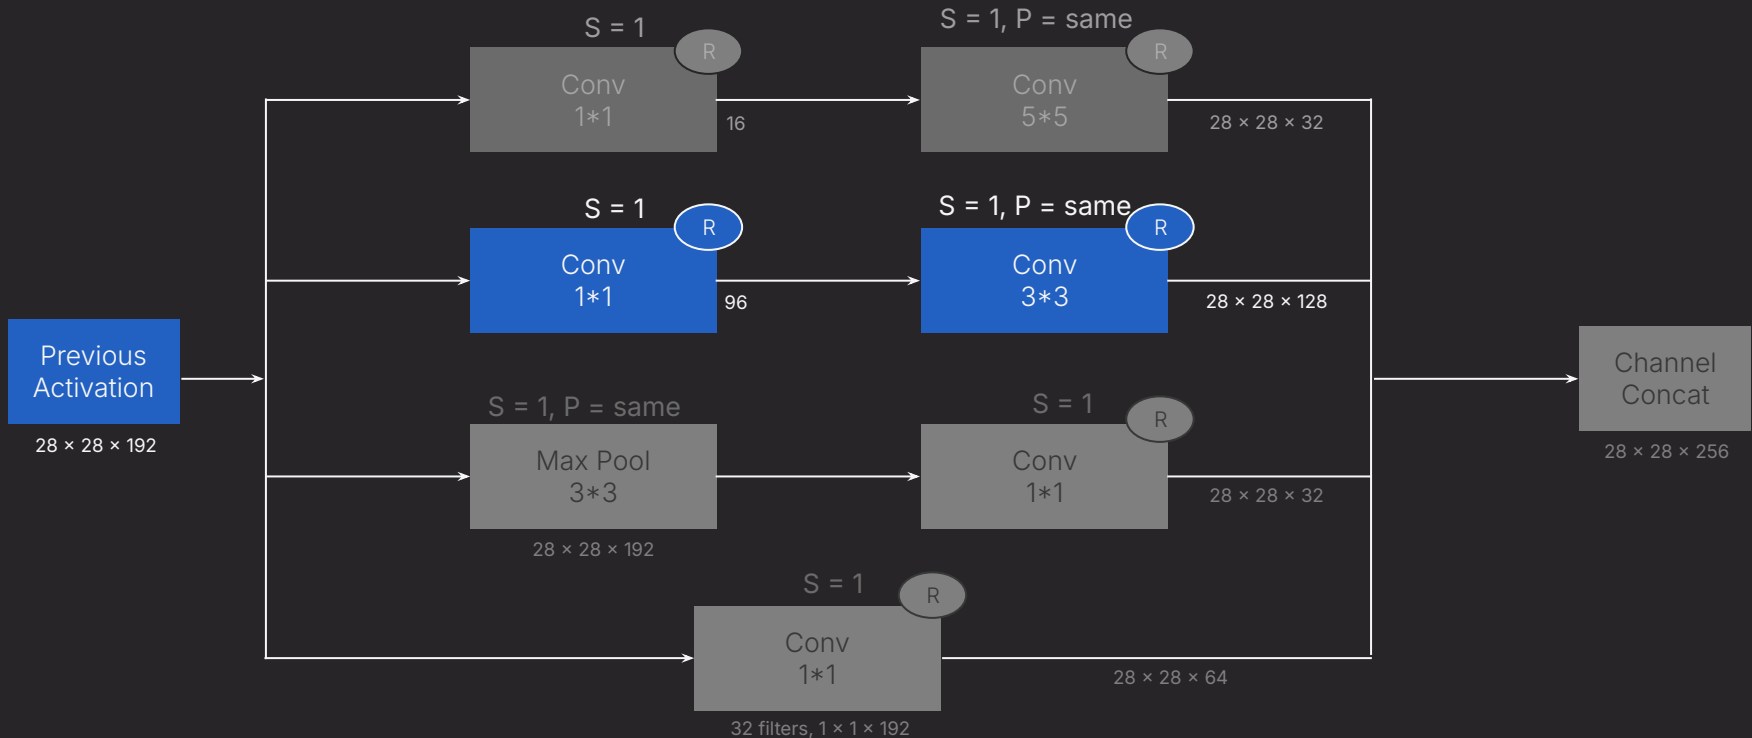 S = 1
S = 1, P = same
R
R
Conv
1*1
Conv
5*5
16
28 × 28 × 32
S = 1
S = 1, P = same
R
R
Conv
1*1
Conv
3*3
96
28 × 28 × 128
Previous
Activation
28 × 28 × 192
Channel
Concat
28 × 28 × 256
S = 1, P = same
S = 1
R
Max Pool
3*3
Conv
1*1
28 × 28 × 32
28 × 28 × 192
S = 1
R
Conv
1*1
28 × 28 × 64
32 filters, 1 × 1 × 192